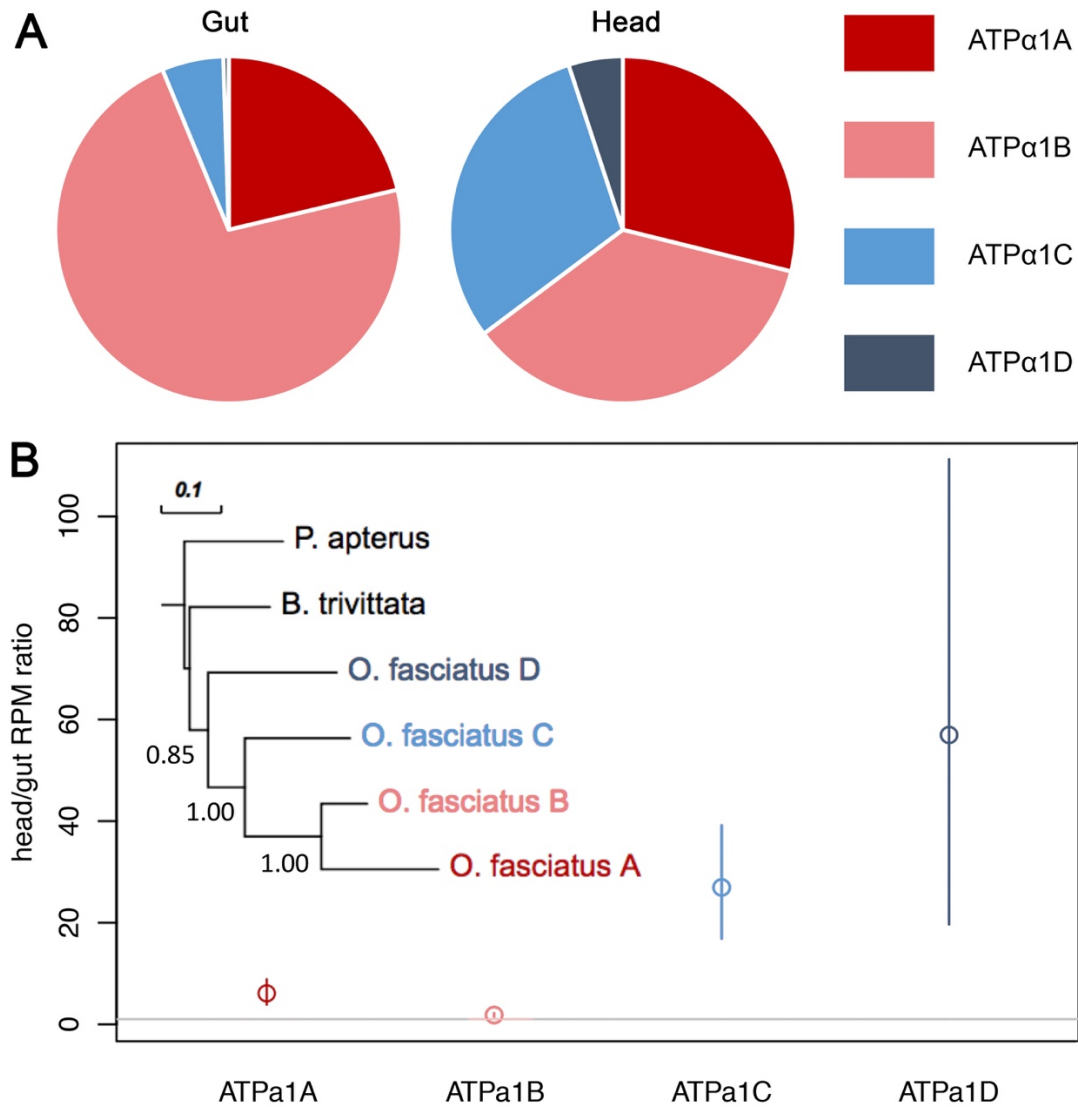 A
Gut
Head
ATPα1A
ATPα1B
ATPα1C
ATPα1D
B
head/gut RPM ratio
100
80
60
40
20
0
0.1
P. apterus
B. trivittata
O. fasciatus D
0.85
O. fasciatus C
1.00
O. fasciatus B
1.00
O. fasciatus A
ATPa1A
ATPa1B
ATPa1C
ATPa1D